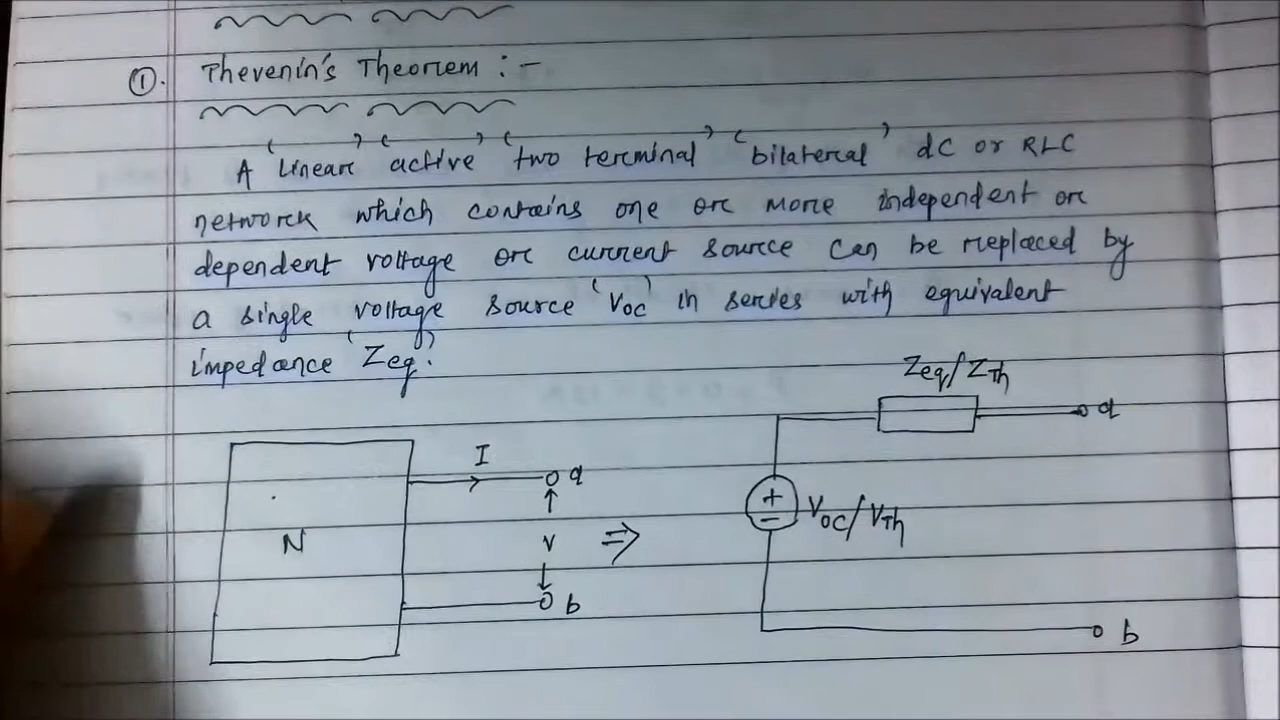 ①. Thevenin's Theorem :-
A 'linear' 'active' 'two terminal' 'bilateral' dC or RLC
network which contains one or more independent or
dependent voltage or current source can be replaced by
a single voltage source 'Voc' in series with equivalent
impedance 'Zeq.'
Zeq/ZTh
a
I
a
N
V
⇒
+
-
VOC/VTh
b
b